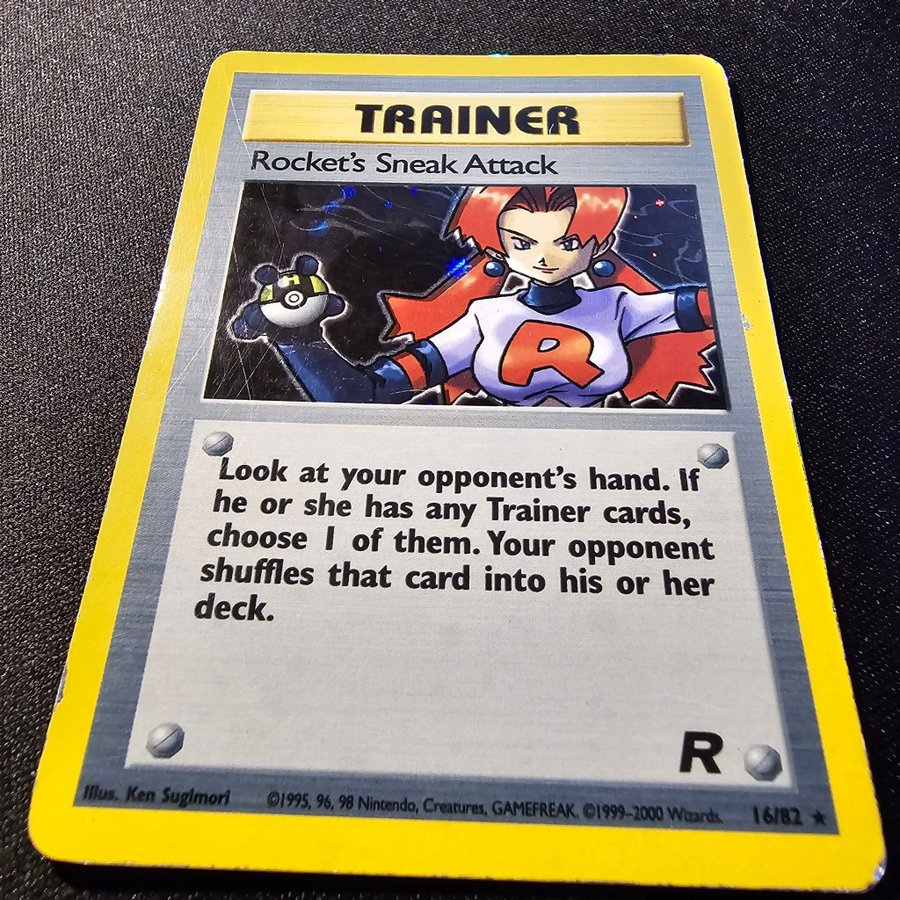 TRAINER
Rocket's Sneak Attack
R
Look at your opponent's hand. If
he or she has any Trainer cards,
choose 1 of them. Your opponent
shuffles that card into his or her
deck.
R
Illus. Ken Sugimori ©1995, 96, 98 Nintendo, Creatures, GAMEFREAK. ©1999–2000 Wizards. 16/82 ★